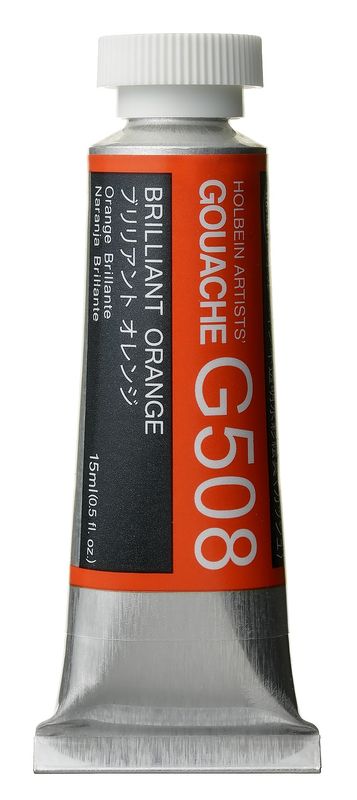 HOLBEIN ARTISTS'
GOUACHE G508
BRILLIANT ORANGE
ブリリアント オレンジ
Orange Brillante
Naranja Brillante
15ml(0.5 fl. oz.)